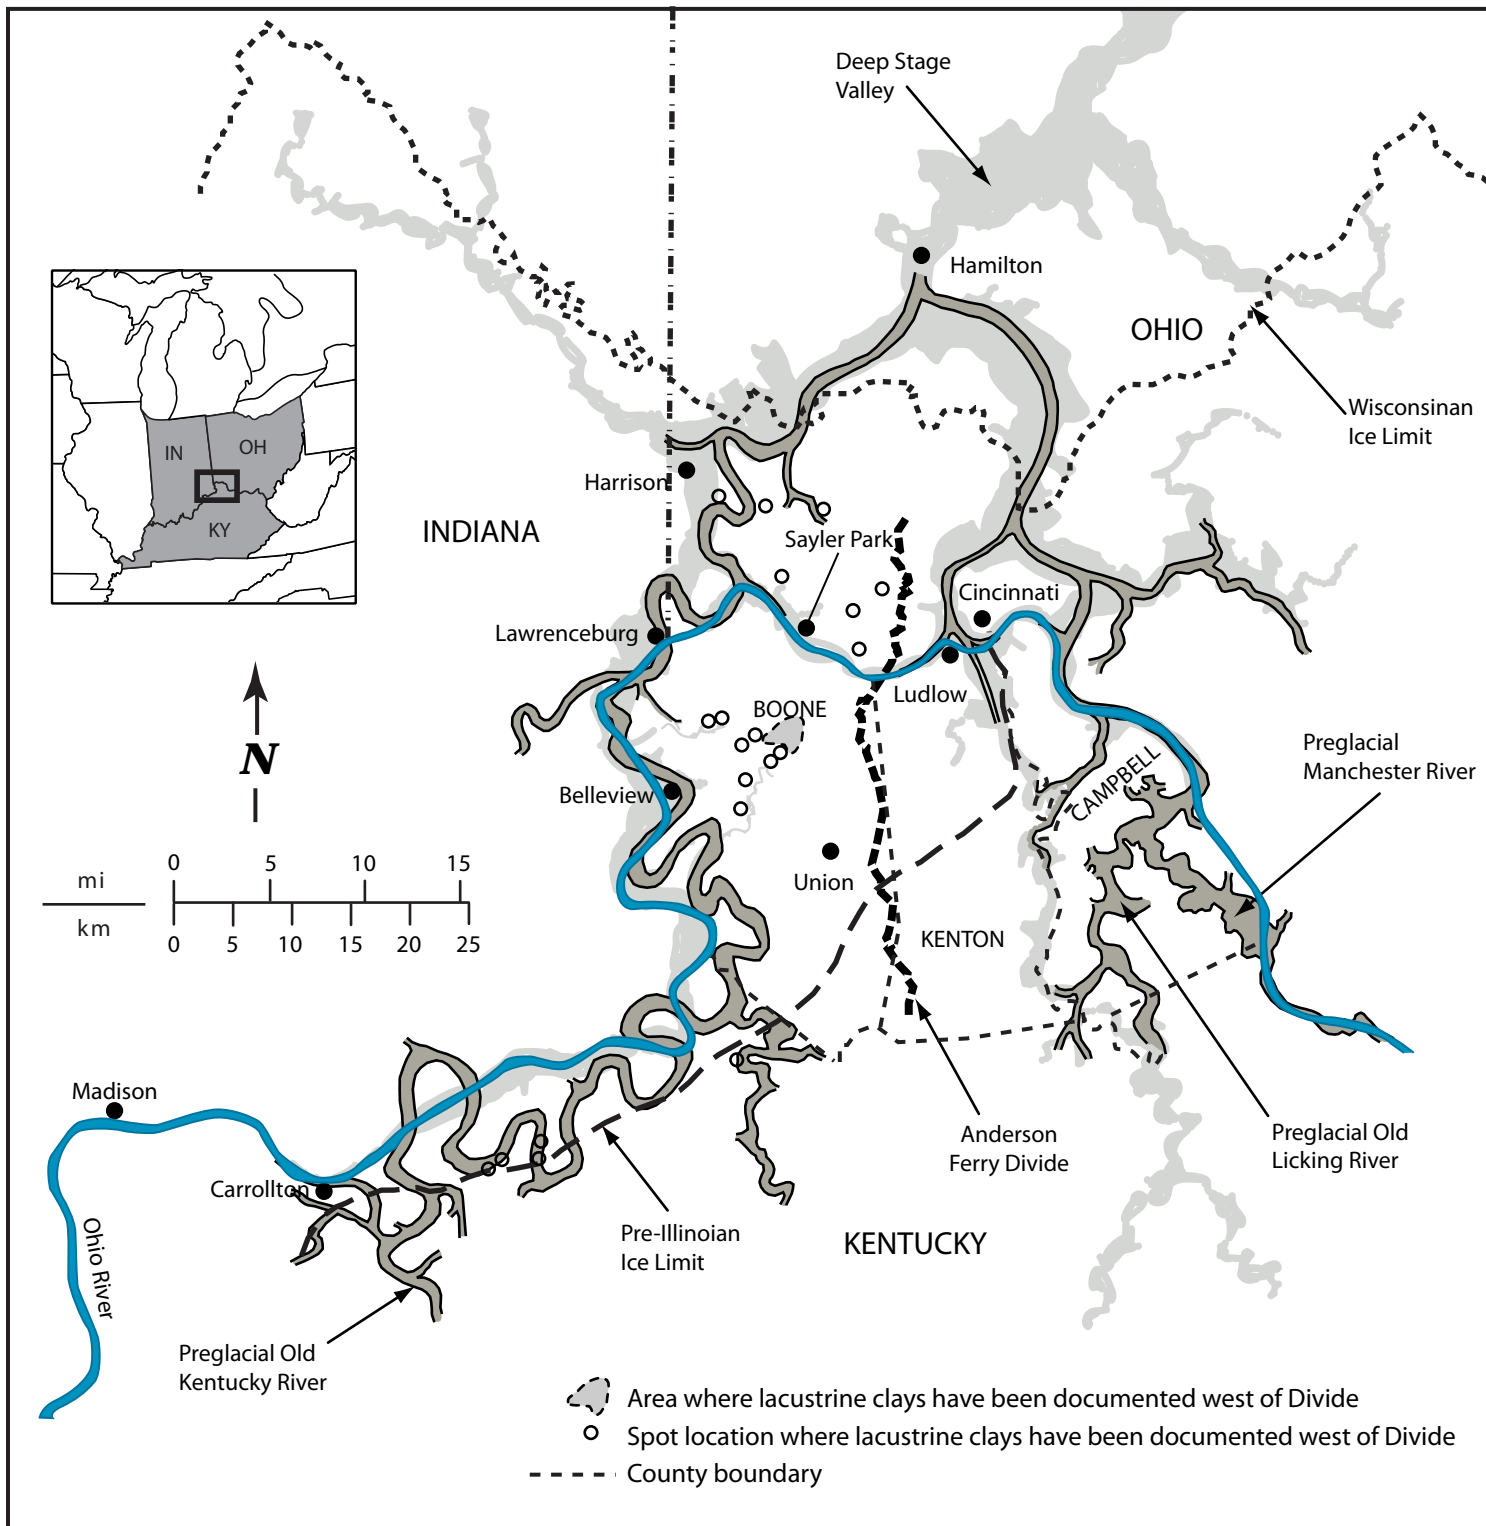 Deep Stage
Valley
Hamilton
OHIO
Wisconsinan
Ice Limit
IN
OH
KY
Harrison
INDIANA
Sayler Park
Cincinnati
Lawrenceburg
Ludlow
BOONE
N
Belleview
CAMPBELL
Preglacial
Manchester River
0 5 10 15
mi
km
0 5 10 15 20 25
Union
KENTON
Madison
Anderson
Ferry Divide
Preglacial Old
Licking River
Carrollton
Pre-Illinoian
Ice Limit
KENTUCKY
Ohio River
Preglacial Old
Kentucky River
Area where lacustrine clays have been documented west of Divide
Spot location where lacustrine clays have been documented west of Divide
County boundary